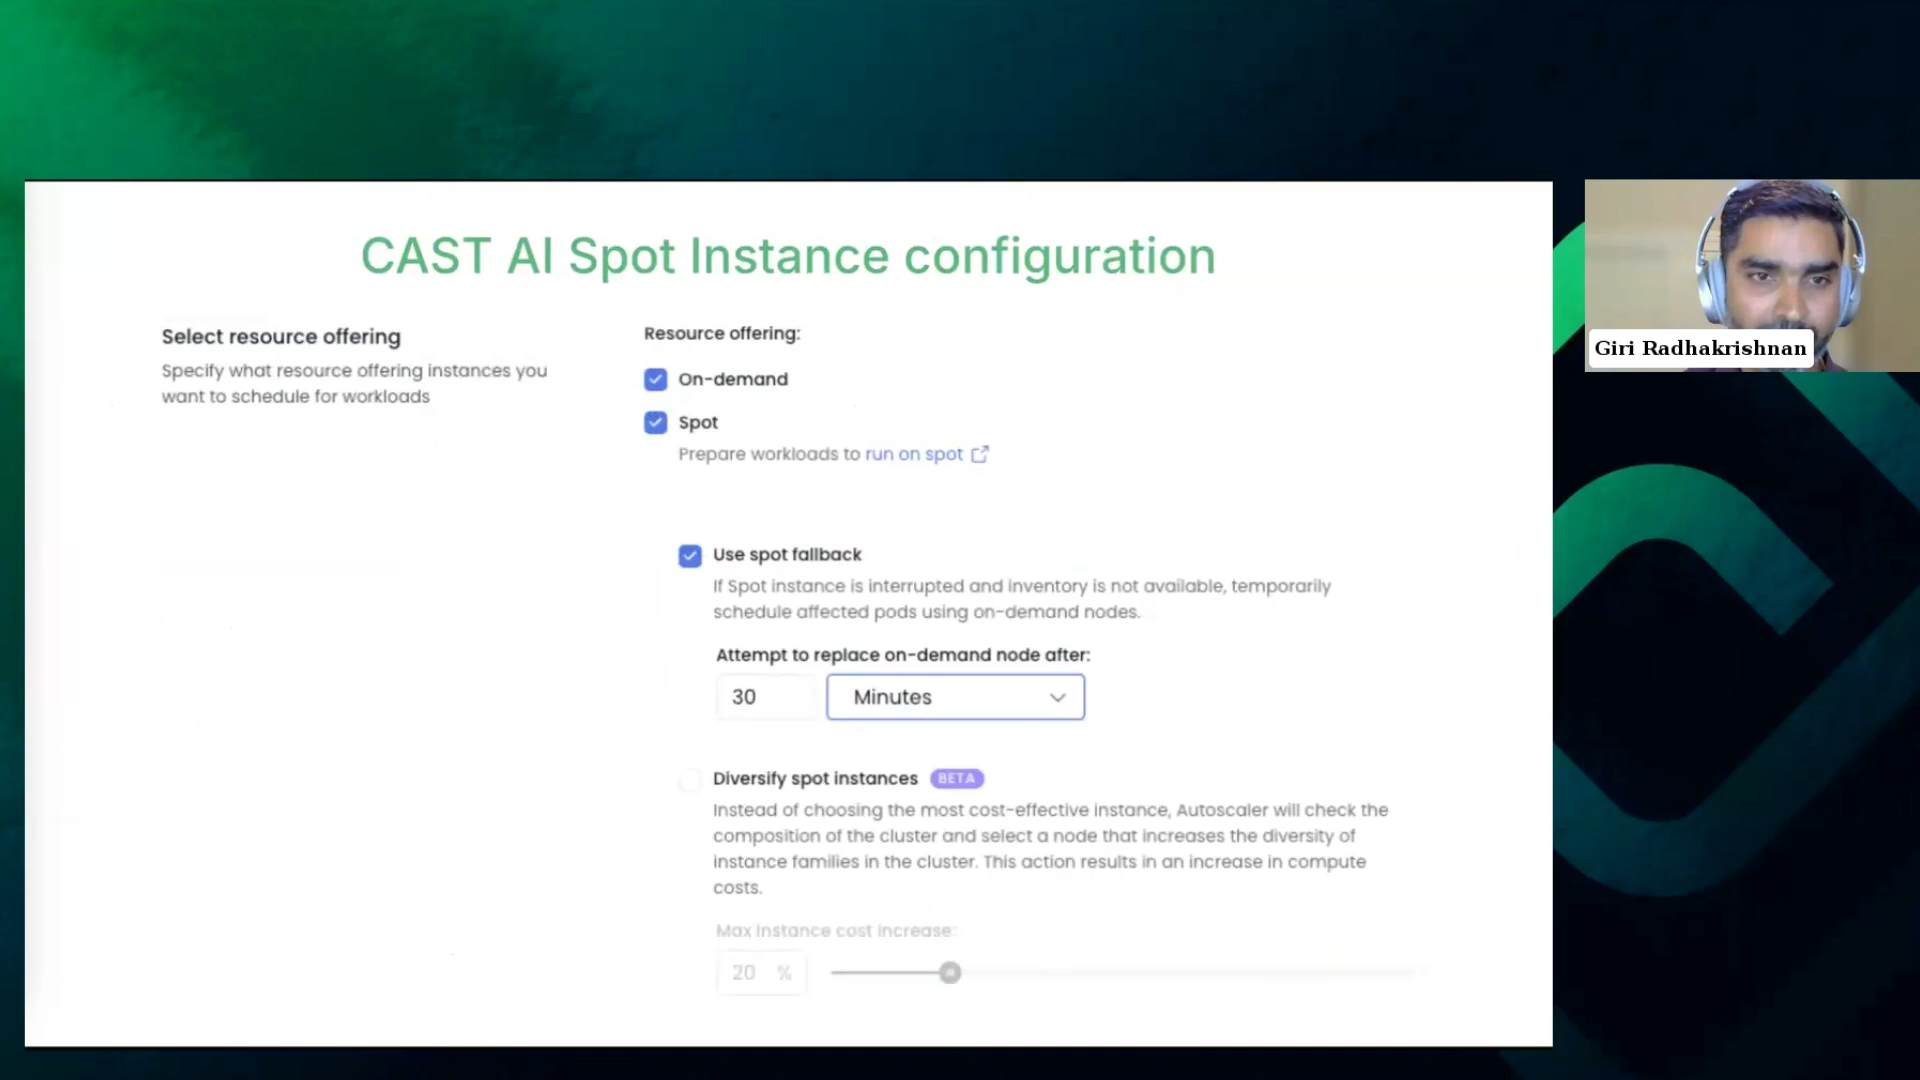 CAST AI Spot Instance configuration
Select resource offering
Specify what resource offering instances you
want to schedule for workloads
Resource offering:
On-demand
Spot
Prepare workloads to run on spot
Use spot fallback
If Spot instance is interrupted and inventory is not available, temporarily
schedule affected pods using on-demand nodes.
Attempt to replace on-demand node after:
30 Minutes
Diversify spot instances BETA
Instead of choosing the most cost-effective instance, Autoscaler will check the
composition of the cluster and select a node that increases the diversity of
instance families in the cluster. This action results in an increase in compute
costs.
Max instance cost increase:
20 %
Giri Radhakrishnan